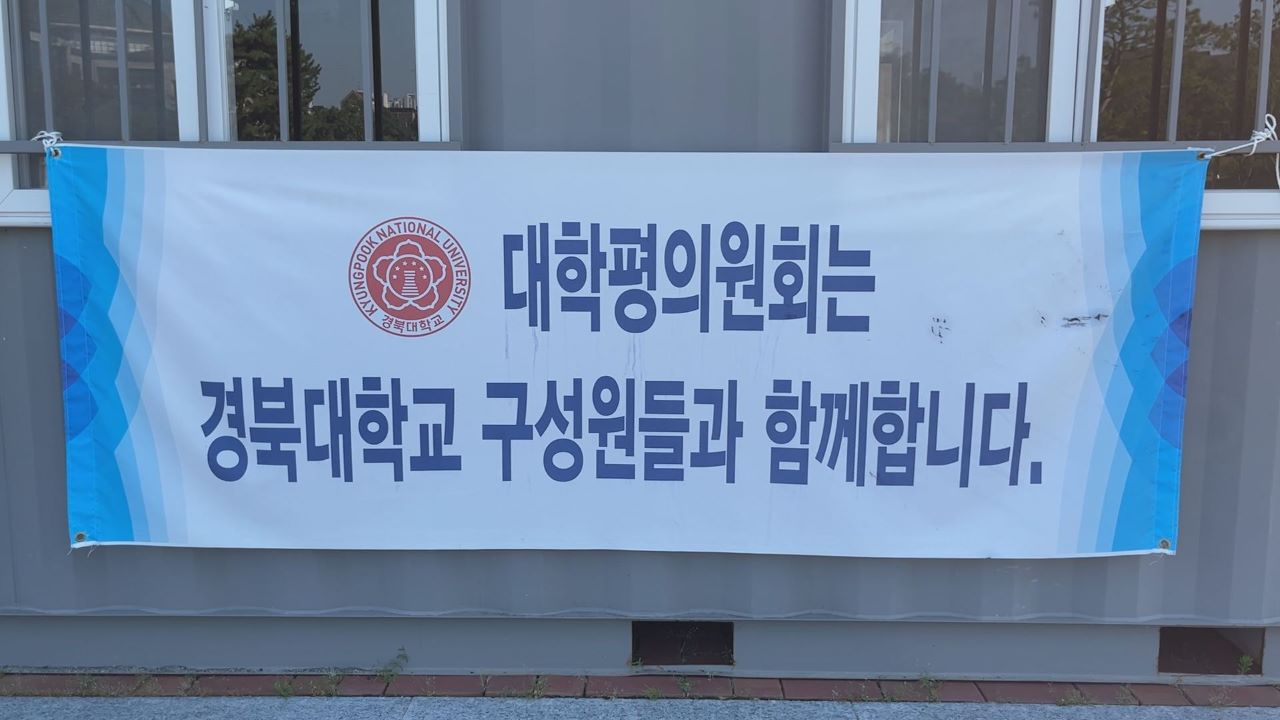 KYUNGPOOK NATIONAL UNIVERSITY
경북대학교
대학평의원회는
경북대학교 구성원들과 함께합니다.